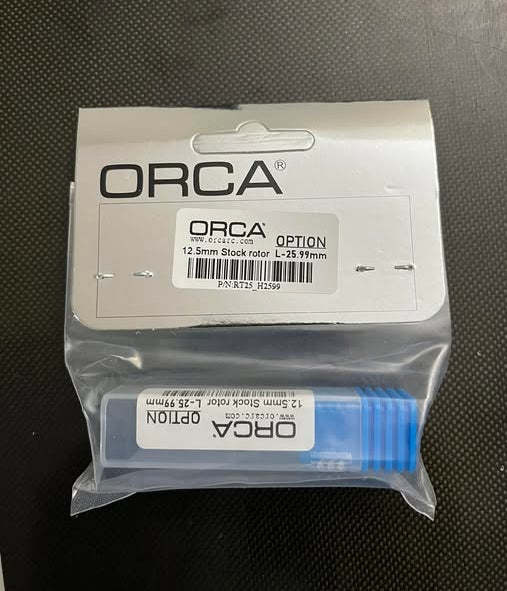 ORCA®
ORCA®
www.orcarc.com OPTION
12.5mm Stock rotor L-25.99mm
P/N:RT25_H2599
ORCA®
www.orcarc.com OPTION
12.5mm Stock rotor L-25.99mm